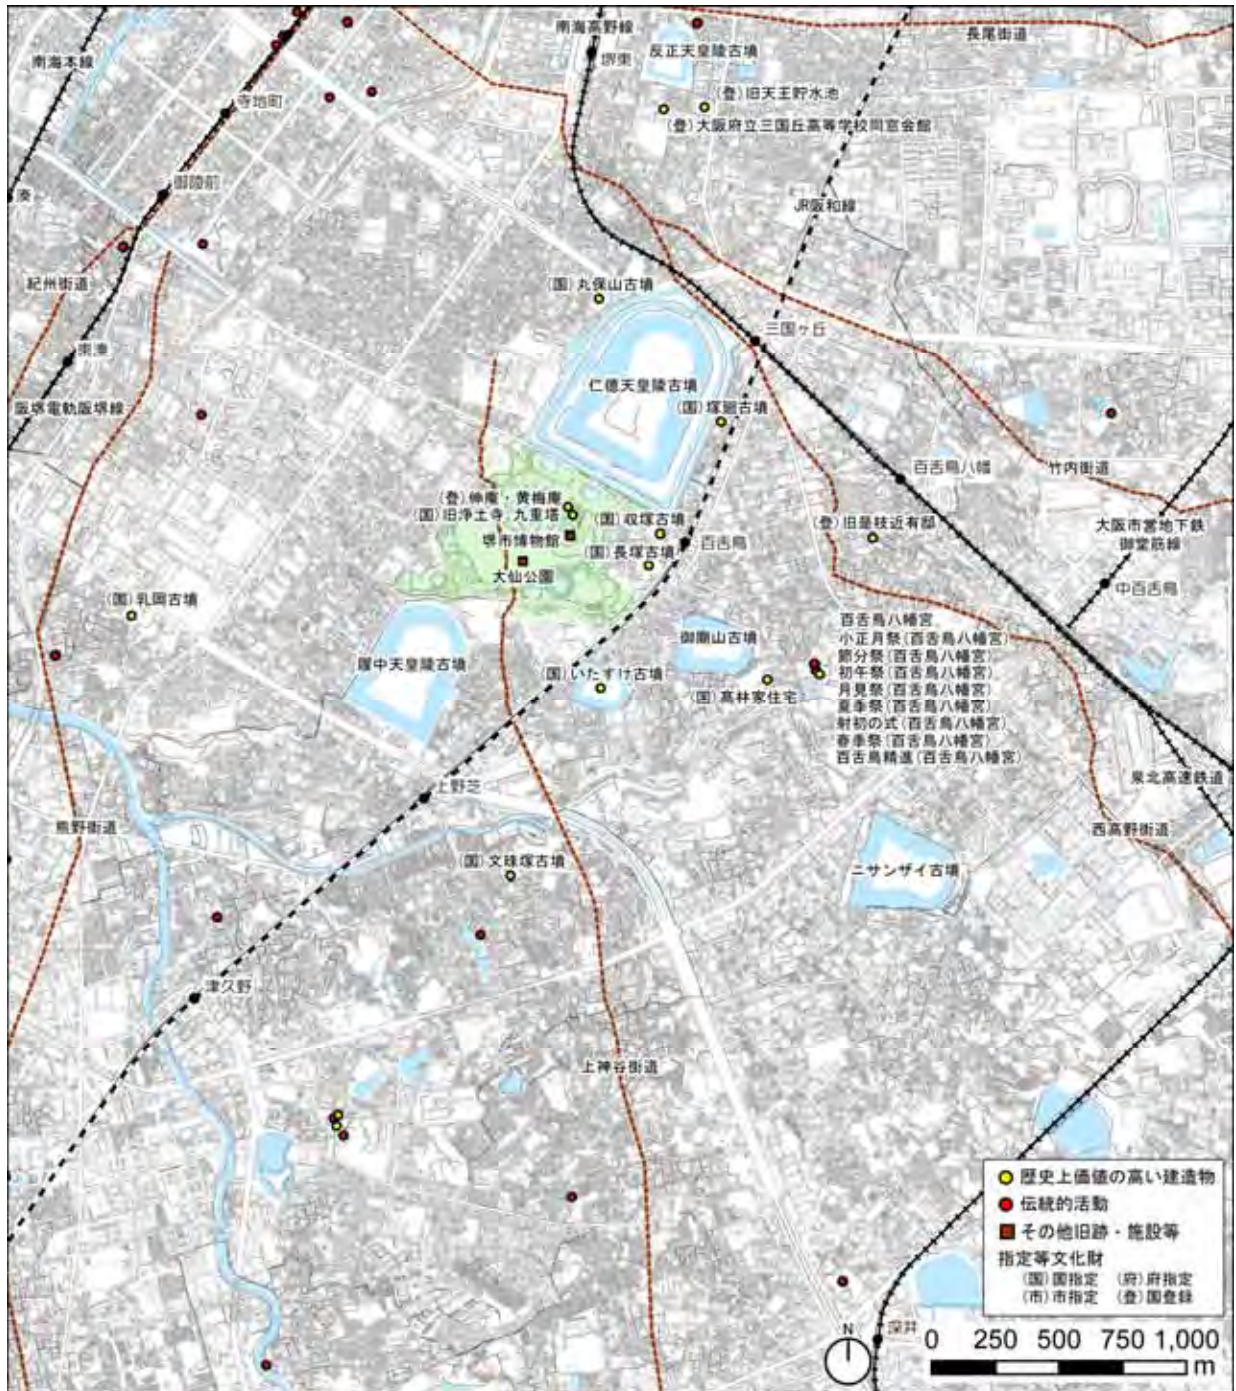 南海高野線
長尾街道
南海本線
堺東
反正天皇陵古墳
(登)旧天王貯水池
寺地町
(登)大阪府立三国丘高等学校同窓会館
御陵前
湊
JR阪和線
紀州街道
(国)丸保山古墳
三国ヶ丘
東湊
仁徳天皇陵古墳
阪堺電軌阪堺線
(国)塚廻古墳
百舌鳥八幡
竹内街道
(登)伸庵・黄梅庵
(国)旧浄土寺 九重塔
(国)収塚古墳
(登)旧是枝近有邸
大阪市営地下鉄
御堂筋線
堺市博物館
百舌鳥
(国)長塚古墳
大仙公園
中百舌鳥
(国)乳岡古墳
百舌鳥八幡宮
小正月祭(百舌鳥八幡宮)
節分祭(百舌鳥八幡宮)
初午祭(百舌鳥八幡宮)
月見祭(百舌鳥八幡宮)
夏季祭(百舌鳥八幡宮)
射初の式(百舌鳥八幡宮)
春季祭(百舌鳥八幡宮)
百舌鳥精進(百舌鳥八幡宮)
御廟山古墳
履中天皇陵古墳
(国)いたすけ古墳
(国)高林家住宅
泉北高速鉄道
上野芝
熊野街道
西高野街道
(国)文珠塚古墳
ニサンザイ古墳
津久野
上神谷街道
歴史上価値の高い建造物
伝統的活動
その他旧跡・施設等
指定等文化財
(国)国指定 (府)府指定
(市)市指定 (登)国登録
深井
N
0 250 500 750 1,000
m